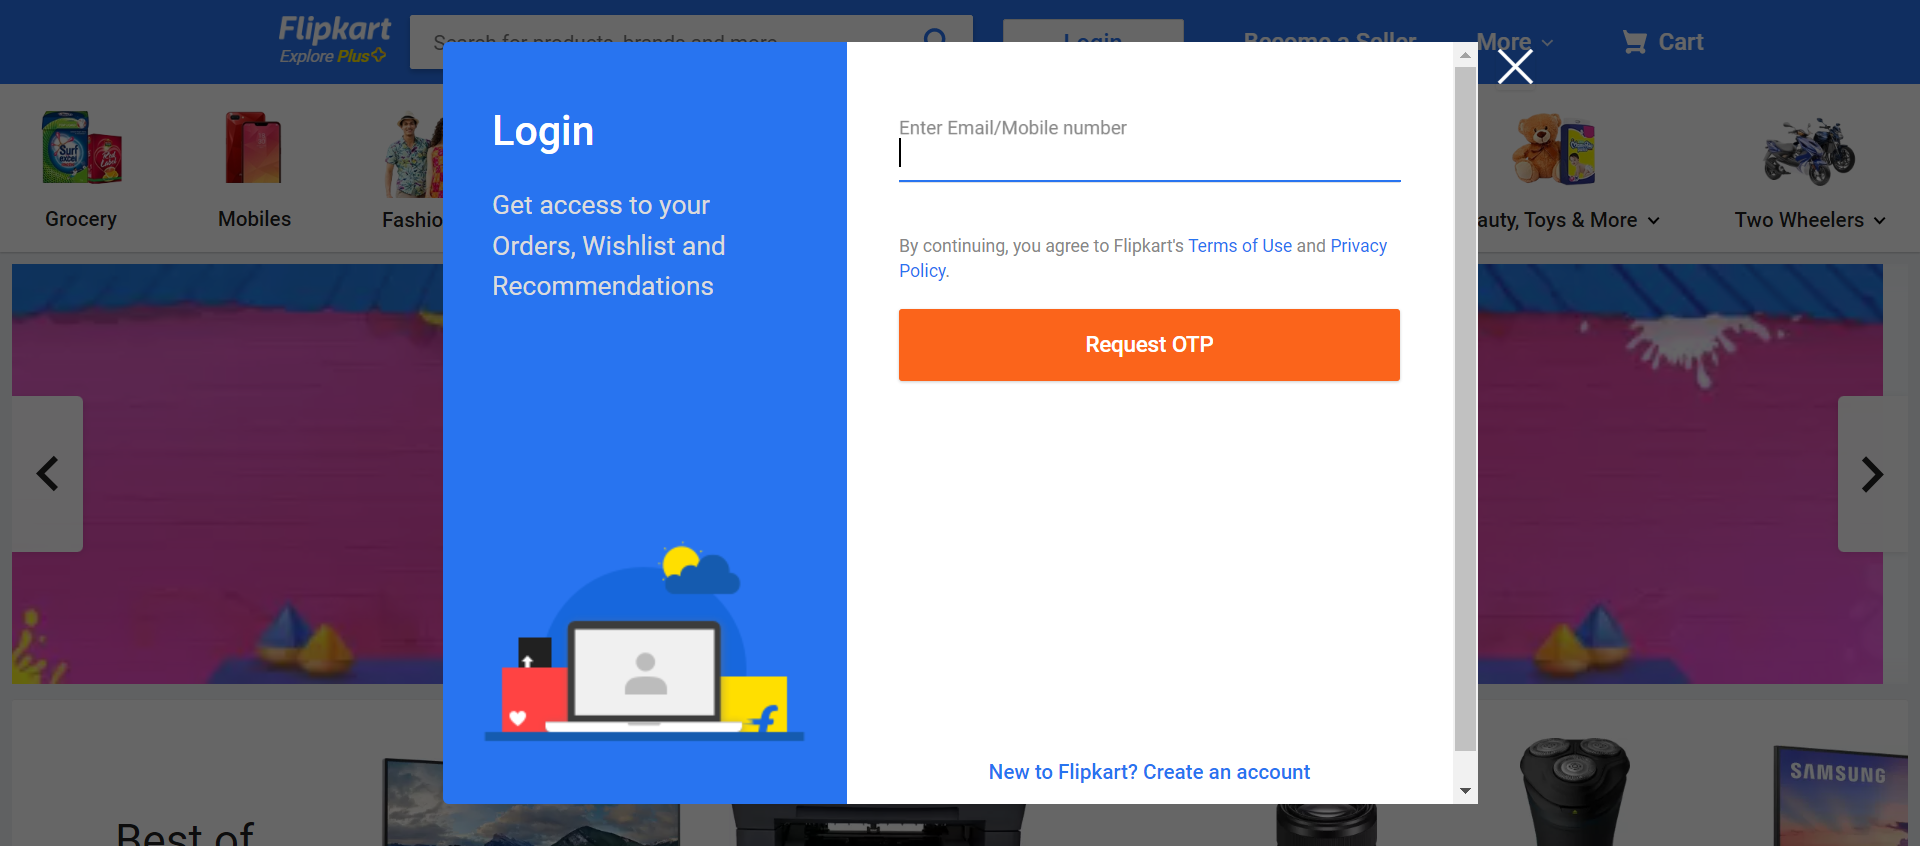 Flipkart
Explore Plus
Search for products, brands and more
Login
Become a Seller
More
Cart
Surf
excel
Grocery
Mobiles
Fashio
auty, Toys & More
Two Wheelers
Login
Get access to your
Orders, Wishlist and
Recommendations
Enter Email/Mobile number
By continuing, you agree to Flipkart's Terms of Use and Privacy
Policy.
Request OTP
New to Flipkart? Create an account
SAMSUNG
Best of